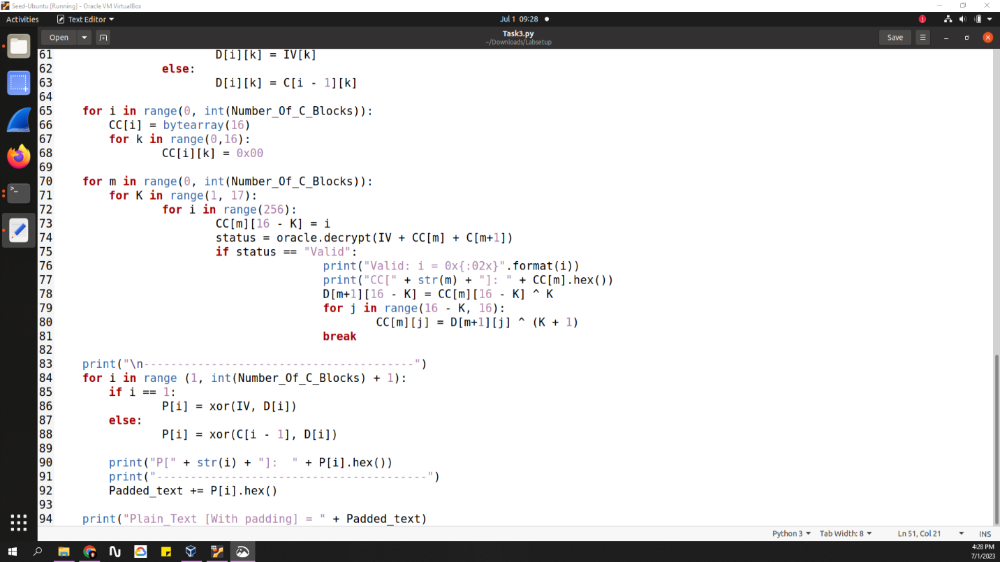 Seed-Ubuntu [Running] - Oracle VM VirtualBox
Activities Text Editor Jul 1 09:28
Open Task3.py Save
~/Downloads/Labsetup
61 D[i][k] = IV[k]
62 else:
63 D[i][k] = C[i - 1][k]
64
65 for i in range(0, int(Number_Of_C_Blocks)):
66 CC[i] = bytearray(16)
67 for k in range(0,16):
68 CC[i][k] = 0x00
69
70 for m in range(0, int(Number_Of_C_Blocks)):
71 for K in range(1, 17):
72 for i in range(256):
73 CC[m][16 - K] = i
74 status = oracle.decrypt(IV + CC[m] + C[m+1])
75 if status == "Valid":
76 print("Valid: i = 0x{:02x}".format(i))
77 print("CC[" + str(m) + "]: " + CC[m].hex())
78 D[m+1][16 - K] = CC[m][16 - K] ^ K
79 for j in range(16 - K, 16):
80 CC[m][j] = D[m+1][j] ^ (K + 1)
81 break
82
83 print("\n----------------------------------------")
84 for i in range (1, int(Number_Of_C_Blocks) + 1):
85 if i == 1:
86 P[i] = xor(IV, D[i])
87 else:
88 P[i] = xor(C[i - 1], D[i])
89
90 print("P[" + str(i) + "]:  " + P[i].hex())
91 print("----------------------------------------")
92 Padded_text += P[i].hex()
93
94 print("Plain_Text [With padding] = " + Padded_text)
Python 3 Tab Width: 8 Ln 51, Col 21 INS
4:28 PM
7/1/2023